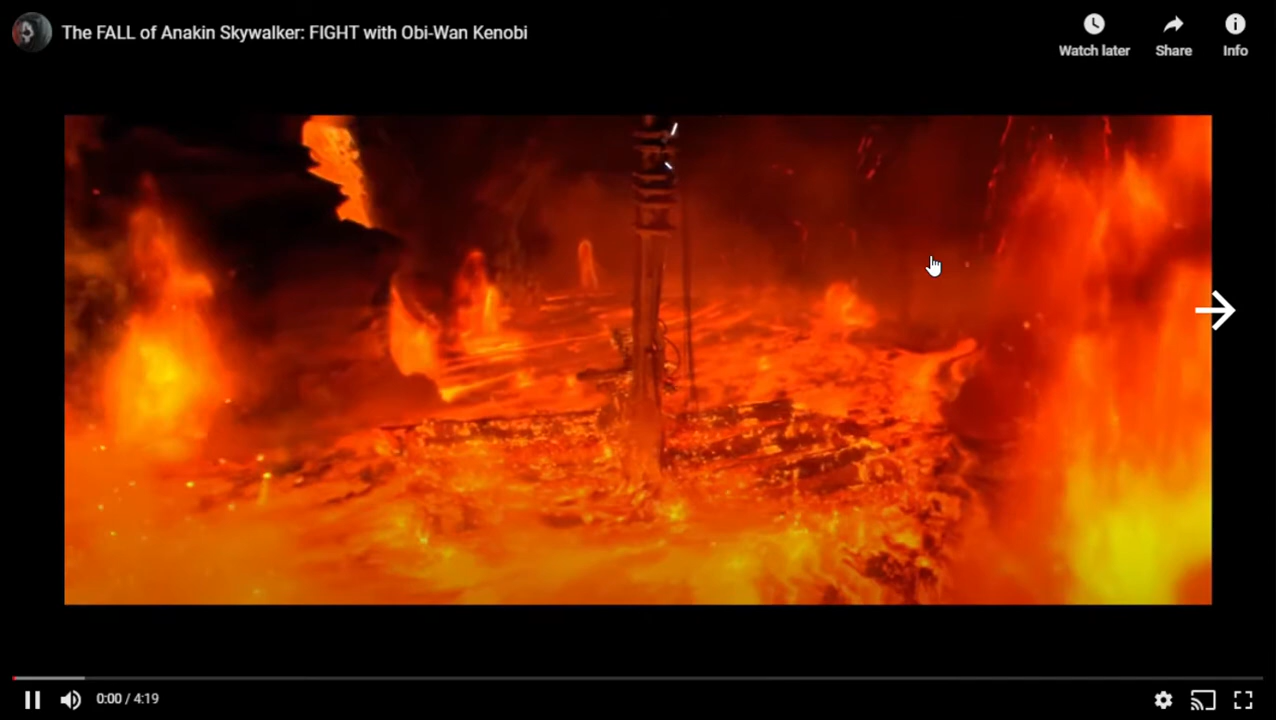 The FALL of Anakin Skywalker: FIGHT with Obi-Wan Kenobi
Watch later
Share
Info
0:00 / 4:19